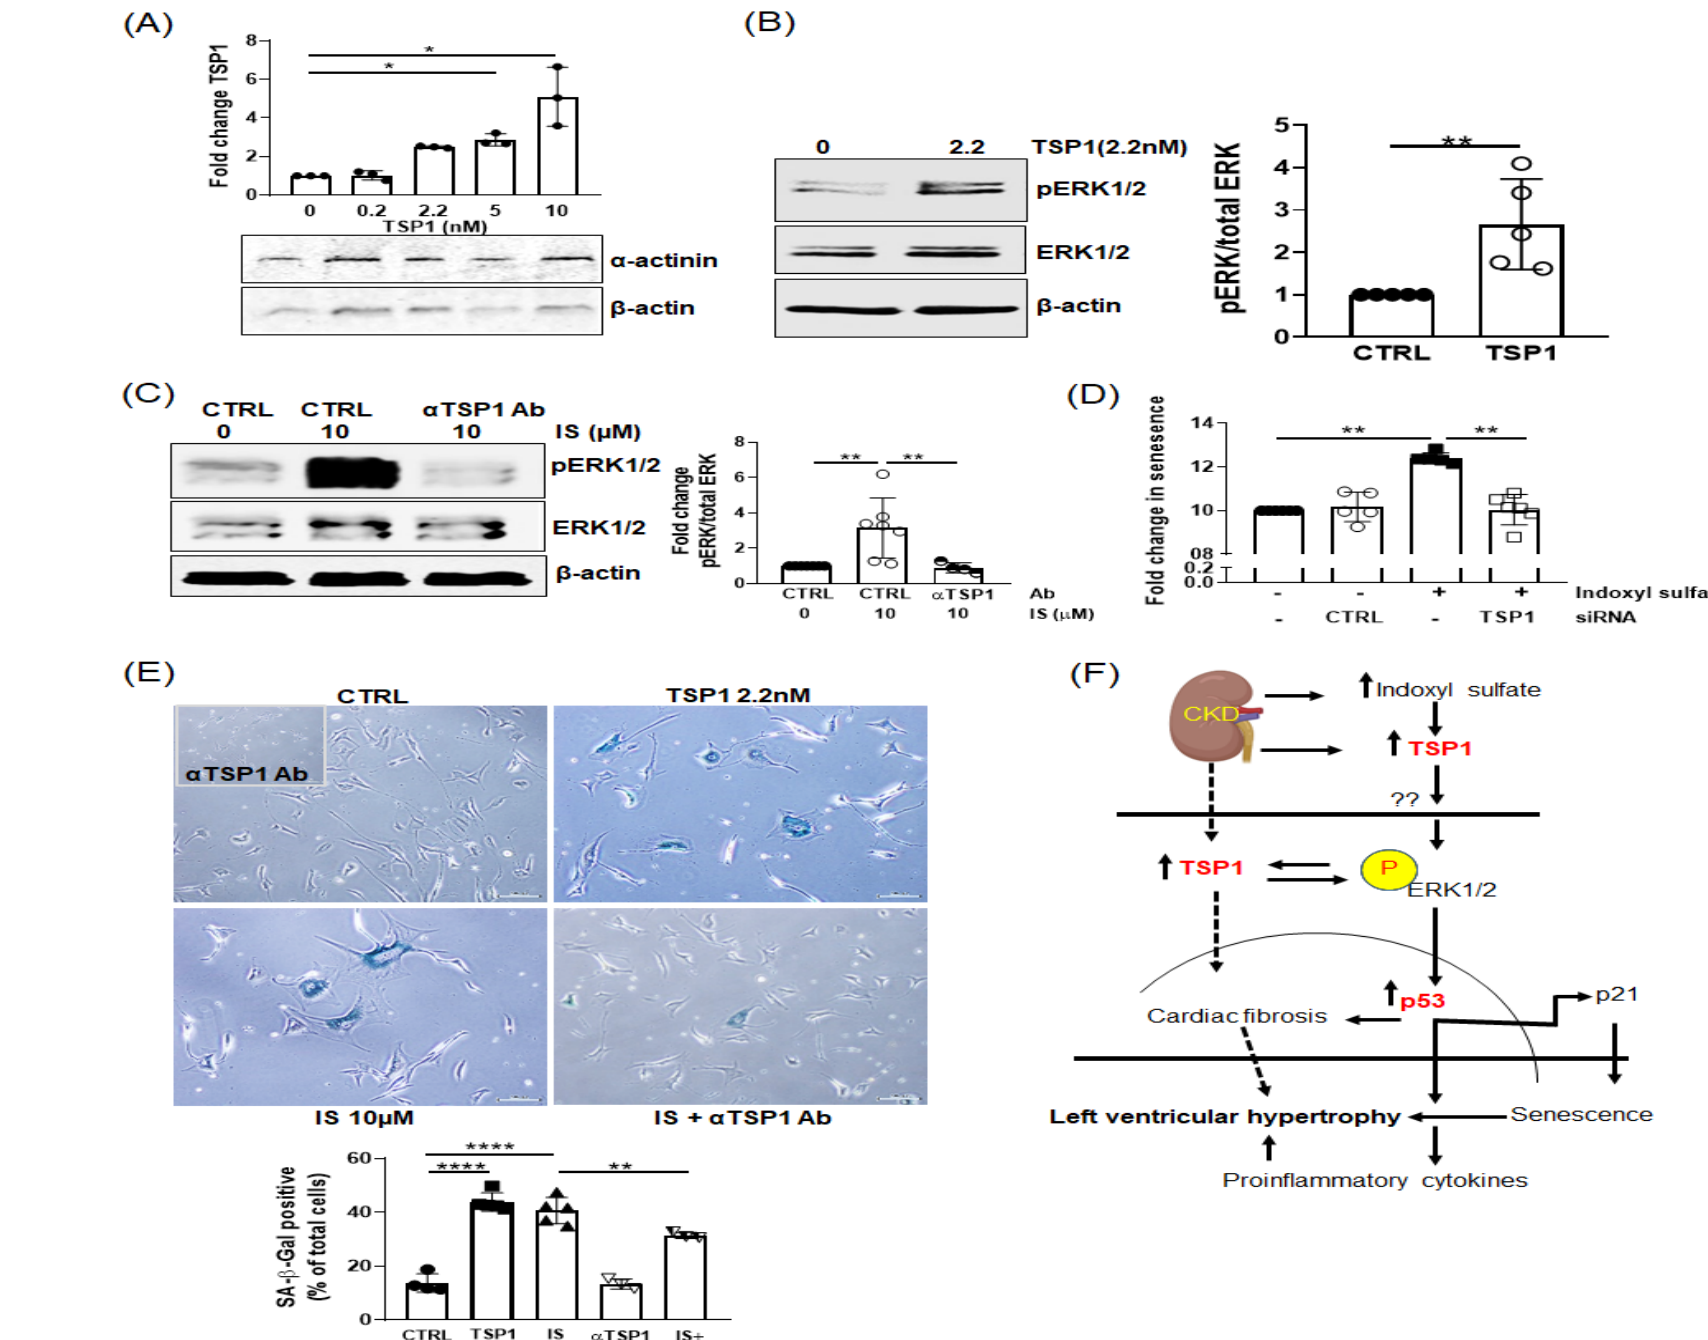 (A)
Fold change TSP1
8
6
4
2
0
*
*
0 0.2 2.2 5 10
TSP1 (nM)
α-actinin
β-actin
(B)
0 2.2 TSP1(2.2nM)
pERK1/2
ERK1/2
β-actin
pERK/total ERK
5
4
3
2
1
0
**
CTRL TSP1
(C)
CTRL CTRL αTSP1 Ab
0 10 10 IS (µM)
pERK1/2
ERK1/2
β-actin
Fold change
pERK/total ERK
8
6
4
2
0
** **
CTRL CTRL αTSP1 Ab
0 10 10 IS (µM)
(D)
Fold change in senesence
14
12
10
08
0.2
0.0
** **
- - + + Indoxyl sulfa
- CTRL - TSP1 siRNA
(E)
CTRL TSP1 2.2nM
αTSP1 Ab
IS 10µM IS + αTSP1 Ab
SA-β-Gal positive
(% of total cells)
60
40
20
0
****
**** **
CTRL TSP1 IS αTSP1 IS+
(F)
CKD
Indoxyl sulfate
TSP1
??
TSP1
P
ERK1/2
p53
p21
Cardiac fibrosis
Left ventricular hypertrophy
Senescence
Proinflammatory cytokines